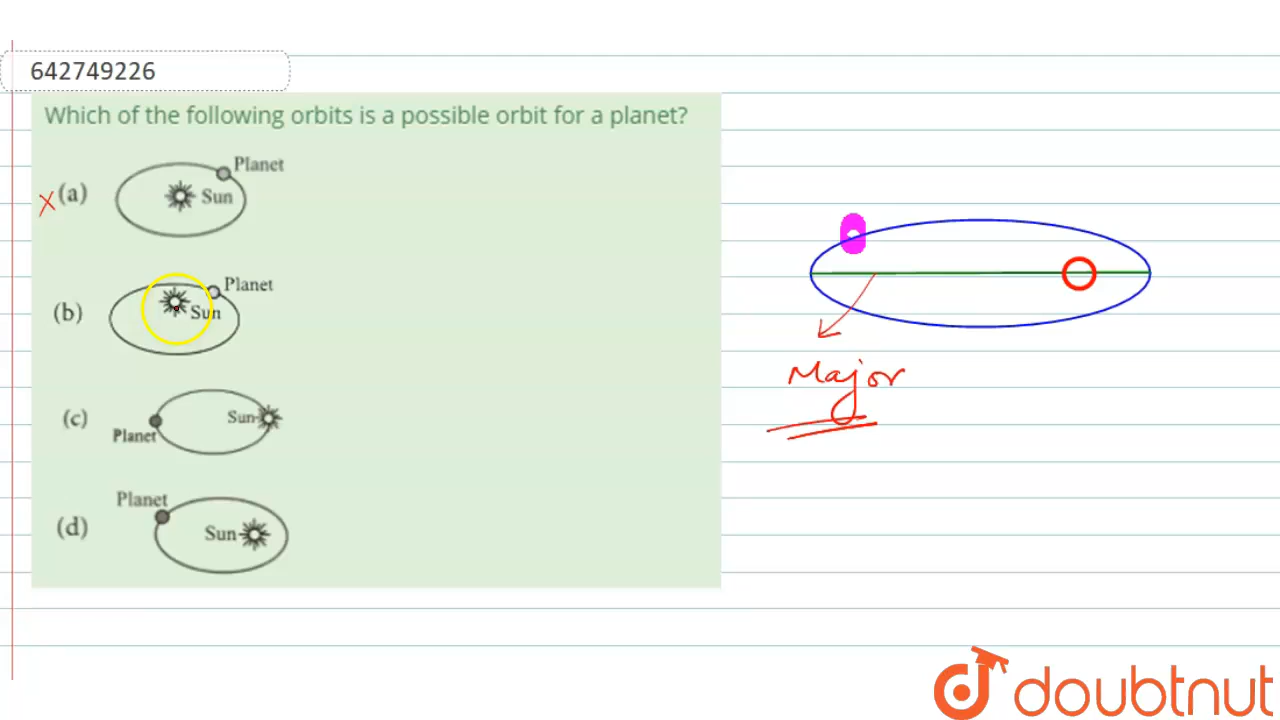 642749226
Which of the following orbits is a possible orbit for a planet?
Planet
x (a)
Sun
Planet
(b)
Sun
(c)
Sun
Planet
Planet
(d)
Sun
Major
doubtnut